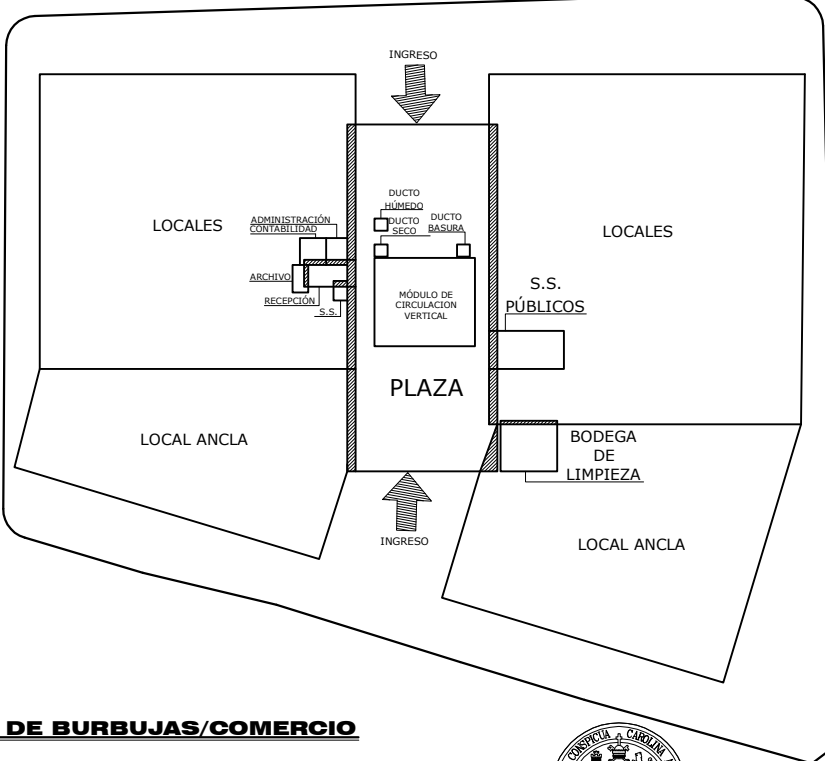 INGRESO
DUCTO
HÚMEDO
DUCTO
SECO
DUCTO
BASURA
LOCALES
ADMINISTRACIÓN
CONTABILIDAD
LOCALES
ARCHIVO
RECEPCIÓN
S.S.
MÓDULO DE
CIRCULACION
VERTICAL
S.S.
PÚBLICOS
PLAZA
LOCAL ANCLA
BODEGA
DE
LIMPIEZA
INGRESO
LOCAL ANCLA
DE BURBUJAS/COMERCIO
CONSPICUA CAROLINA